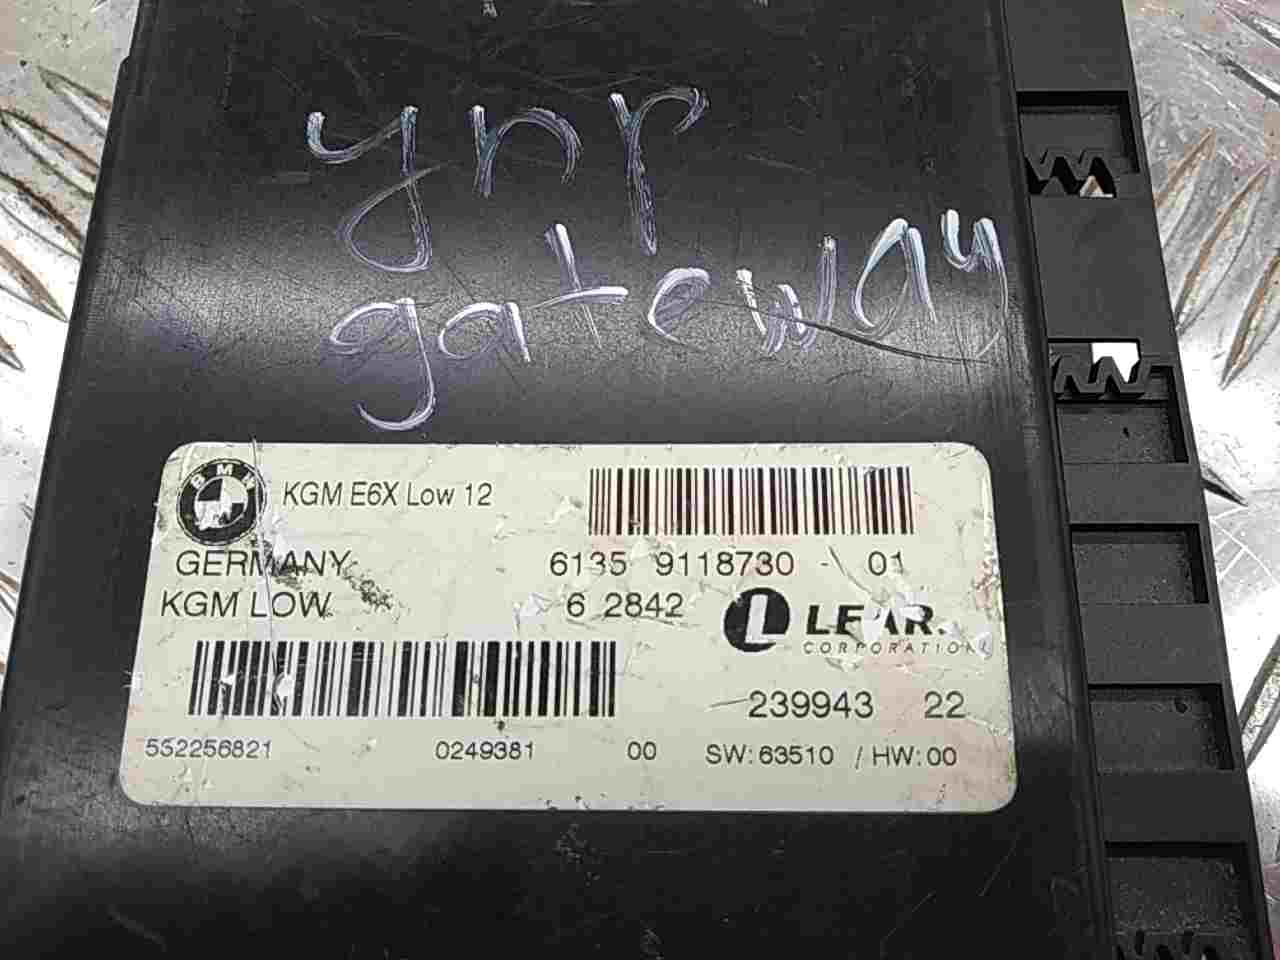 упр
gateway
BMW
KGM E6X Low 12
GERMANY
6135 9118730 - 01
KGM LOW
6 2842
L LEAR
CORPORATION
239943 22
552256821 0249381 00 SW: 63510 / HW: 00